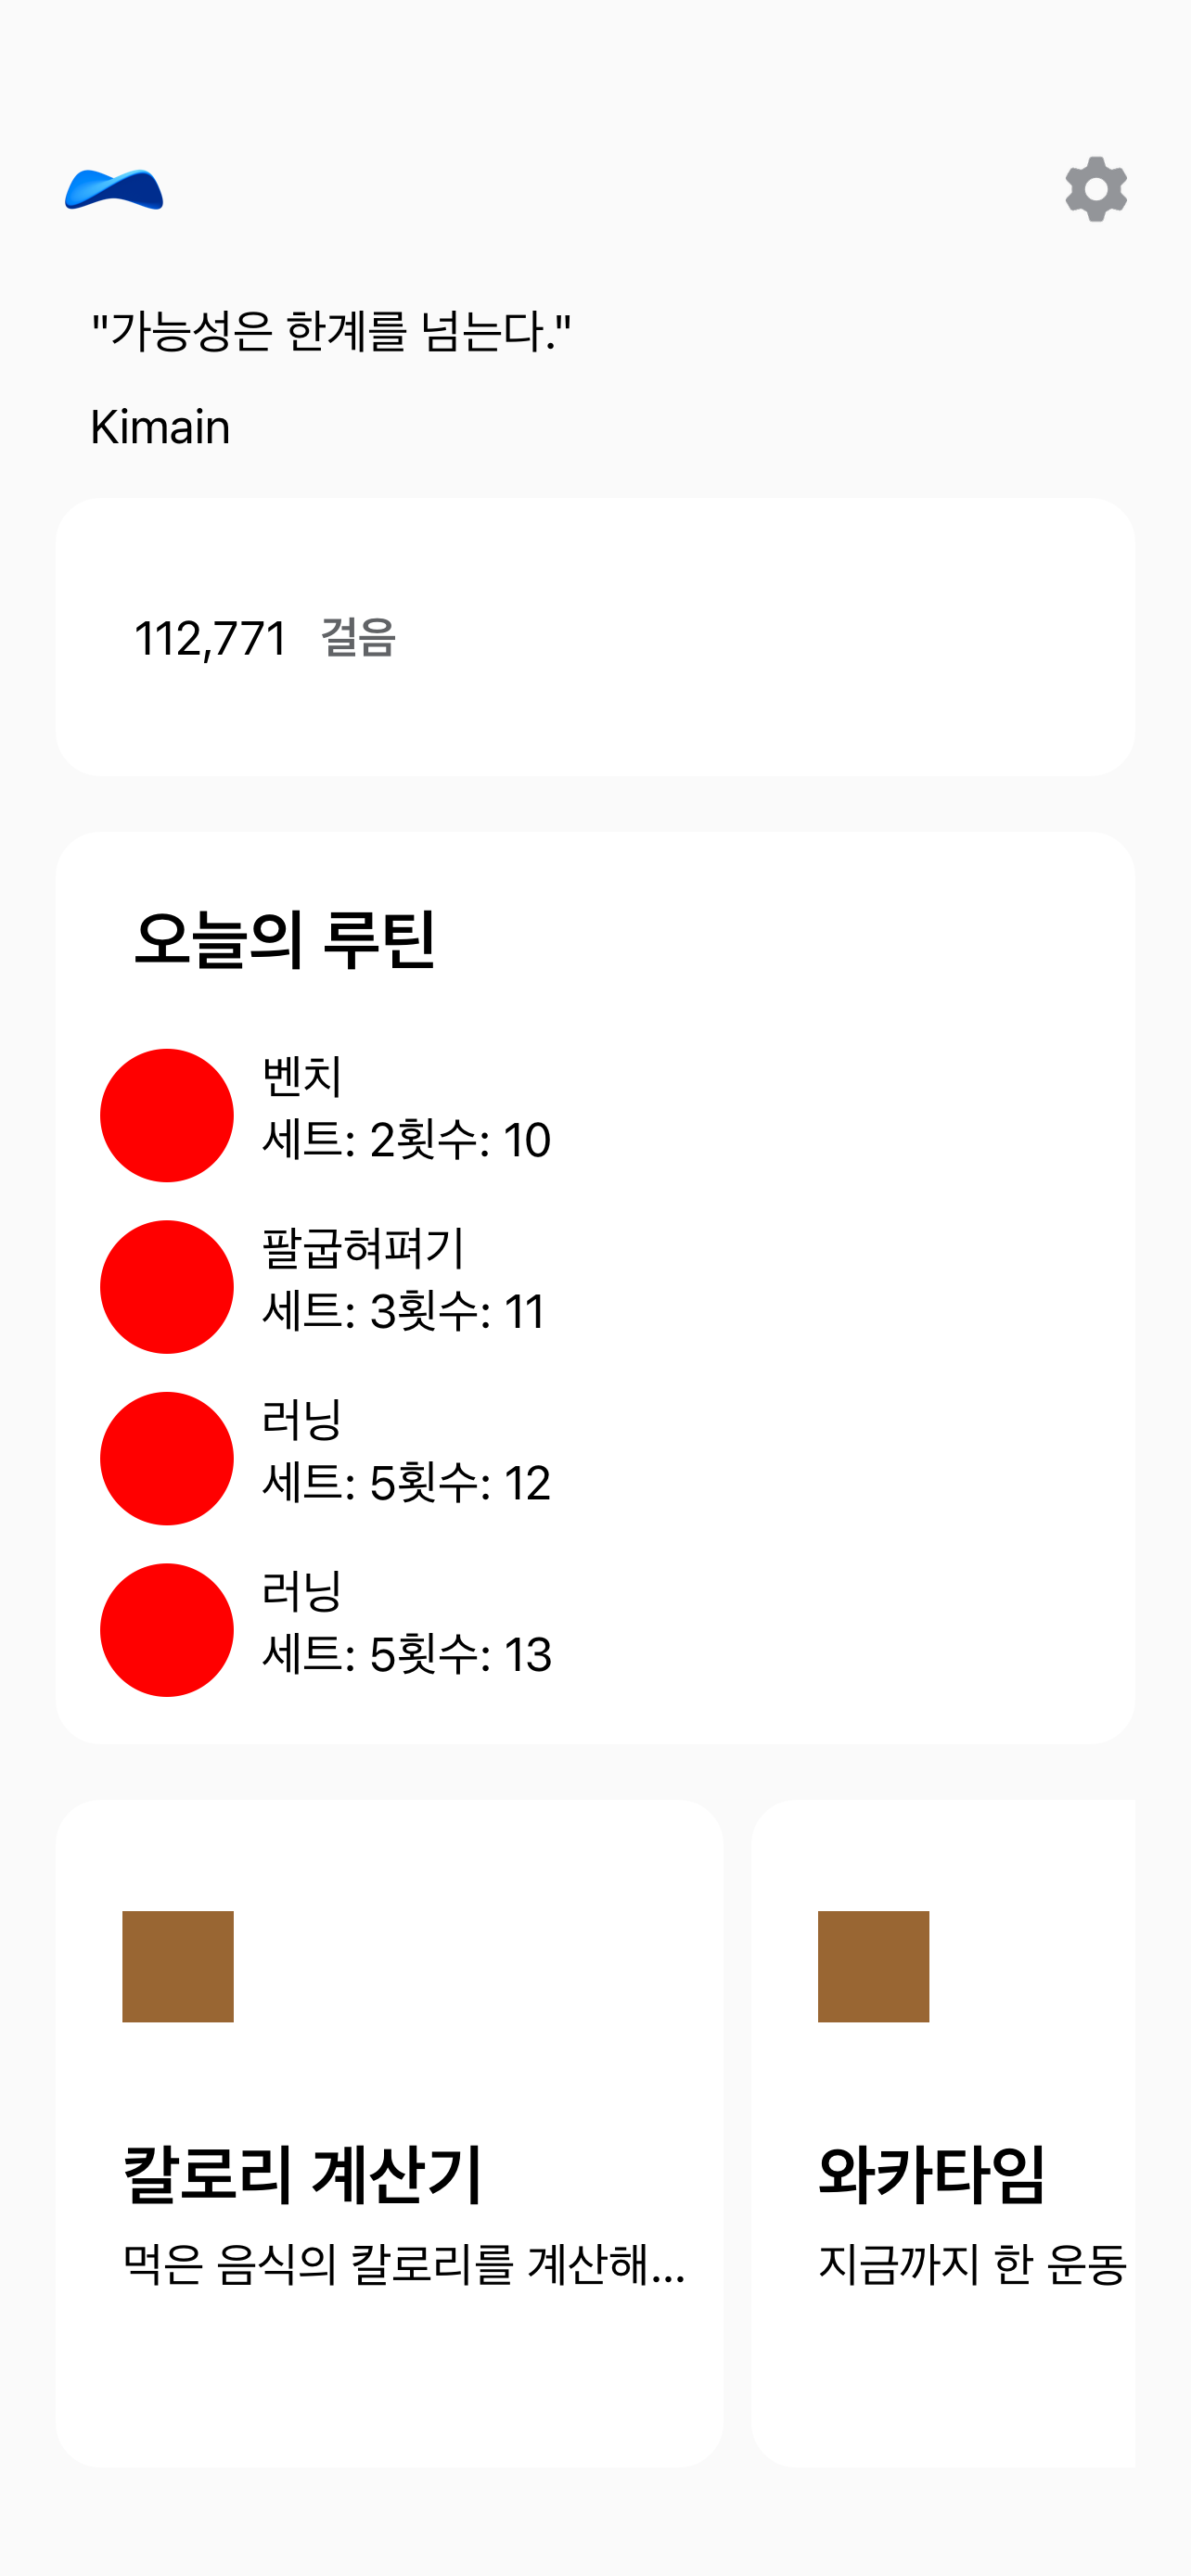 "가능성은 한계를 넘는다."
Kimain
112,771 걸음
오늘의 루틴
벤치
세트: 2횟수: 10
팔굽혀펴기
세트: 3횟수: 11
러닝
세트: 5횟수: 12
러닝
세트: 5횟수: 13
칼로리 계산기
먹은 음식의 칼로리를 계산해...
와카타임
지금까지 한 운동